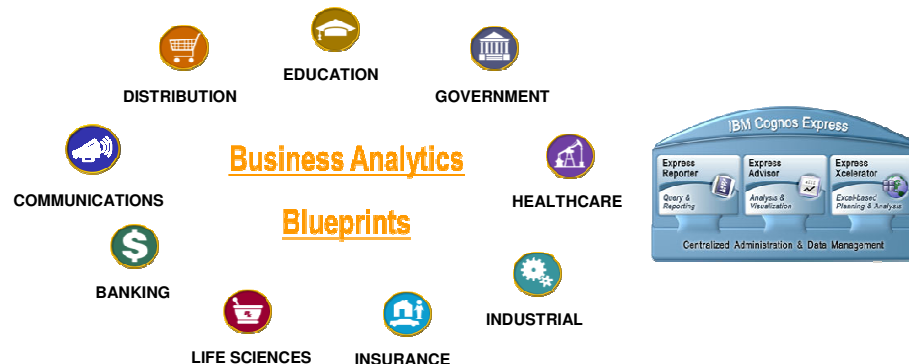 EDUCATION
DISTRIBUTION
GOVERNMENT
Business Analytics
Blueprints
COMMUNICATIONS
HEALTHCARE
BANKING
INDUSTRIAL
LIFE SCIENCES
INSURANCE
IBM Cognos Express
Express
Reporter
Query &
Reporting
Express
Advisor
Analysis &
Visualization
Express
Xcelerator
Excel-based
Planning & Analysis
Centralized Administration & Data Management